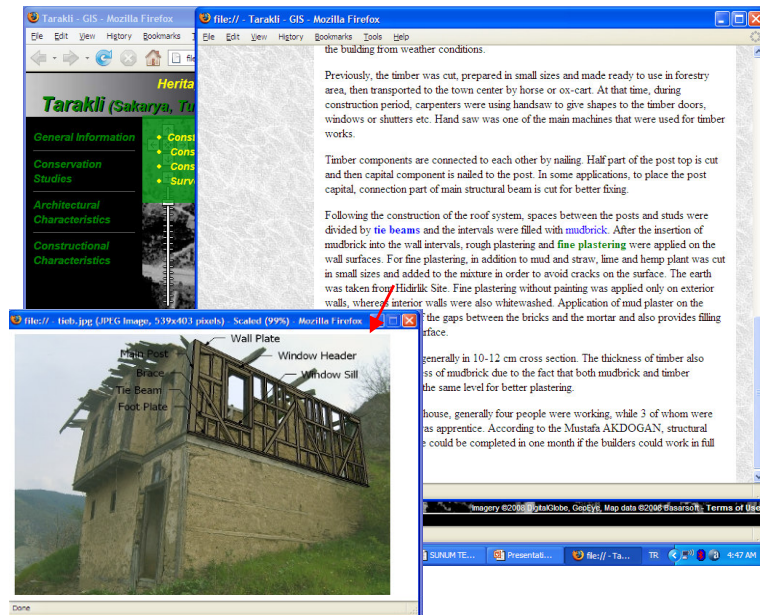 Tarakli - GIS - Mozilla Firefox
File Edit View History Bookmarks
Herita
Tarakli (Sakarya, Tu
General Information
Conservation
Studies
Architectural
Characteristics
Constructional
Characteristics
• Cons
• Cons
• Cons
• Surv
file:// - Tarakli - GIS - Mozilla Firefox
File Edit View History Bookmarks Tools Help
the building from weather conditions.
Previously, the timber was cut, prepared in small sizes and made ready to use in forestry
area, then transported to the town center by horse or ox-cart. At that time, during
construction period, carpenters were using handsaw to give shapes to the timber doors,
windows or shutters etc. Hand saw was one of the main machines that were used for timber
works.
Timber components are connected to each other by nailing. Half part of the post top is cut
and then capital component is nailed to the post. In some applications, to place the post
capital, connection part of main structural beam is cut for better fixing.
Following the construction of the roof system, spaces between the posts and studs were
divided by tie beams and the intervals were filled with mudbrick. After the insertion of
mudbrick into the wall intervals, rough plastering and fine plastering were applied on the
wall surfaces. For fine plastering, in addition to mud and straw, lime and hemp plant was cut
in small sizes and added to the mixture in order to avoid cracks on the surface. The earth
was taken from Hidirlik Site. Fine plastering without painting was applied only on exterior
walls, whereas interior walls were also whitewashed. Application of mud plaster on the
the gaps between the bricks and the mortar and also provides filling
rface.
generally in 10-12 cm cross section. The thickness of timber also
ess of mudbrick due to the fact that both mudbrick and timber
the same level for better plastering.
house, generally four people were working, while 3 of whom were
was apprentice. According to the Mustafa AKDOGAN, structural
e could be completed in one month if the builders could work in full
file:// - tieb.jpg (JPEG Image, 539x403 pixels) - Scaled (99%) - Mozilla Firefox
Wall Plate
Main Post
Window Header
Brace
Window Sill
Tie Beam
Foot Plate
Done
Imagery ©2008 DigitalGlobe, GeoEye, Map data ©2008 Basarsoft - Terms of Use
SUNUM TE... Presentati... file:// - Ta... TR 4:47 AM